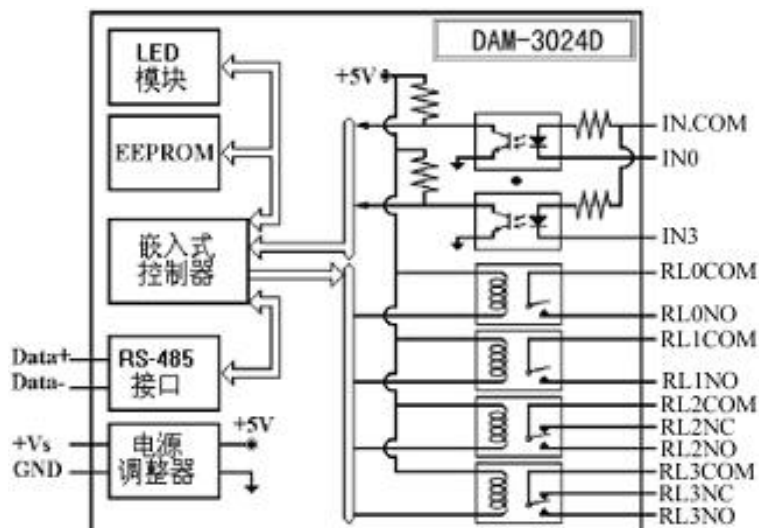 DAM-3024D
LED
模块
EEPROM
嵌入式
控制器
Data+
Data-
RS-485
接口
+Vs
GND
电源
调整器
+5V
+5V
IN.COM
IN0
IN3
RL0COM
RL0NO
RL1COM
RL1NO
RL2COM
RL2NC
RL2NO
RL3COM
RL3NC
RL3NO